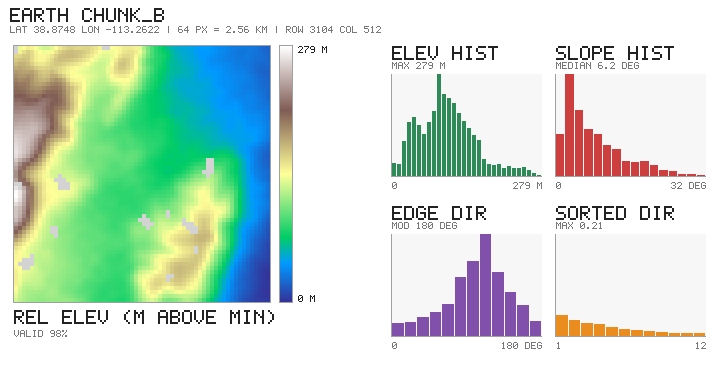 EARTH CHUNK_B
LAT 38.8748 LON -113.2622 | 64 PX = 2.56 KM | ROW 3104 COL 512
279 M
0 M
REL ELEV (M ABOVE MIN)
VALID 98%
ELEV HIST
MAX 279 M
0 279 M
SLOPE HIST
MEDIAN 6.2 DEG
0 32 DEG
EDGE DIR
MOD 180 DEG
0 180 DEG
SORTED DIR
MAX 0.21
1 12